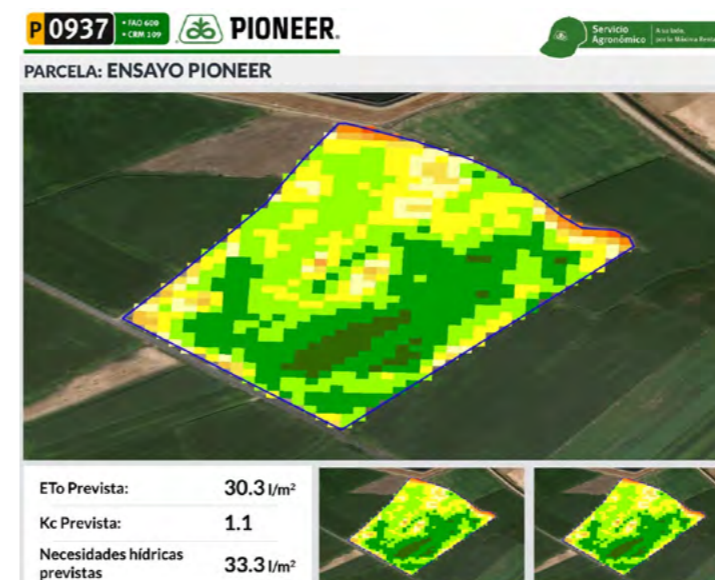 P 0937 • FAO 600
• CRM 109
PIONEER.
Servicio
Agronómico
PARCELA: ENSAYO PIONEER
ETo Prevista: 30.3 l/m²
Kc Prevista: 1.1
Necesidades hídricas
previstas 33.3 l/m²